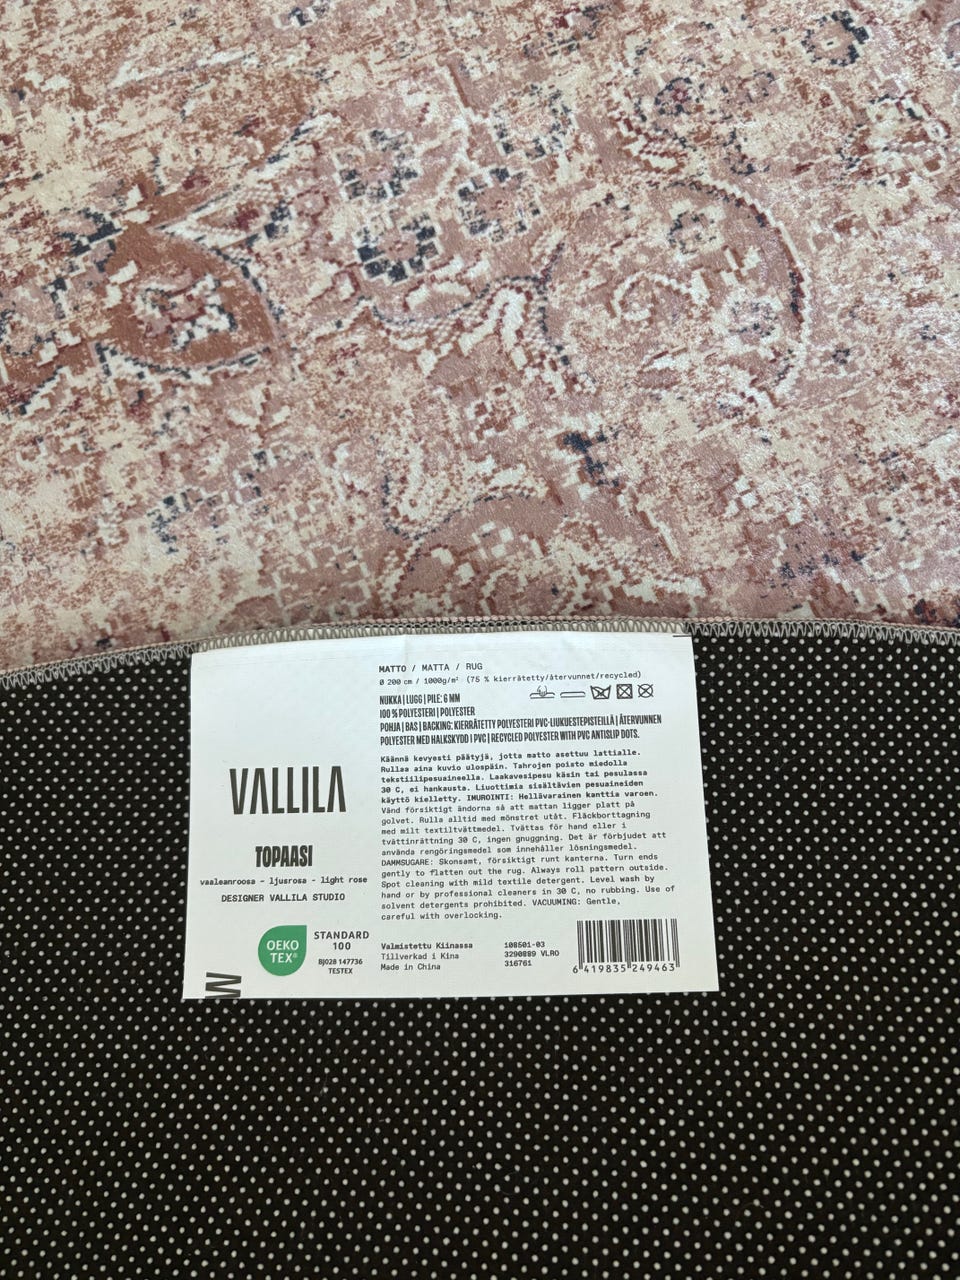 VALLILA
TOPAASI
vaaleanroosa - ljusrosa - light rose
DESIGNER VALLILA STUDIO
OEKO
TEX®
STANDARD
100
BJ028 147736
TESTEX
MATTO / MATTA / RUG
Ø 200 cm / 1000g/m² (75 % kierrätetty/återvunnet/recycled)
NUKKA | LUGG | PILE: 6 MM
100 % POLYESTERI | POLYESTER
POHJA | BAS | BACKING: KIERRÄTETTY POLYESTERI PVC-LIUKUESTEPISTEILLÄ | ÅTERVUNNEN
POLYESTER MED HALKSKYDD I PVC | RECYCLED POLYESTER WITH PVC ANTISLIP DOTS.
Käännä kevyesti päätyjä, jotta matto asettuu lattialle.
Rullaa aina kuvio ulospäin. Tahrojen poisto miedolla
tekstiilipesuaineella. Laakavesipesu käsin tai pesulassa
30 C, ei hankausta. Liuottimia sisältävien pesuaineiden
käyttö kielletty. IMUROINTI: Hellävarainen kanttia varoen.
Vänd försiktigt ändorna så att mattan ligger platt på
golvet. Rulla alltid med mönstret utåt. Fläckborttagning
med milt textiltvättmedel. Tvättas för hand eller i
tvättinrättning 30 C, ingen gnuggning. Det är förbjudet att
använda rengöringsmedel som innehåller lösningsmedel.
DAMMSUGARE: Skonsamt, försiktigt runt kanterna. Turn ends
gently to flatten out the rug. Always roll pattern outside.
Spot cleaning with mild textile detergent. Level wash by
hand or by professional cleaners in 30 C, no rubbing. Use of
solvent detergents prohibited. VACUUMING: Gentle,
careful with overlocking.
Valmistettu Kiinassa
Tillverkad i Kina
Made in China
108501-03
3290889 VLRO
316761
6 419835 249463